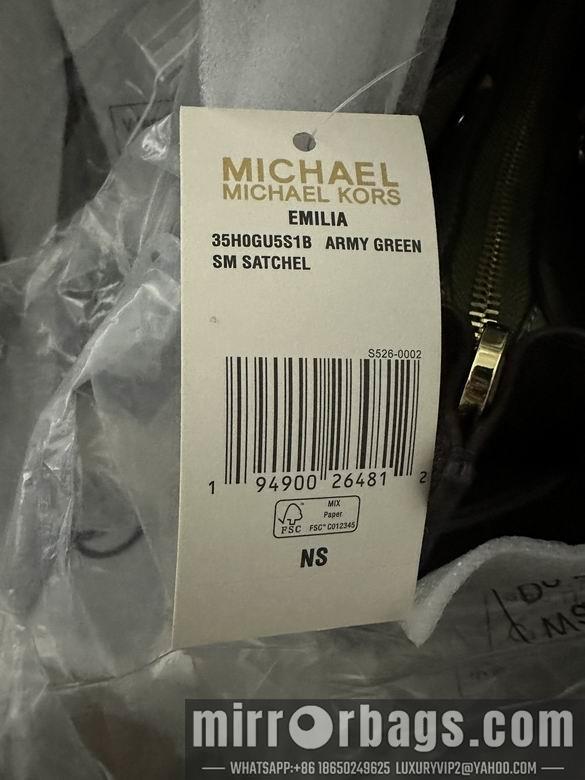 MICHAEL
MICHAEL KORS
EMILIA
35H0GU5S1B ARMY GREEN
SM SATCHEL
S526-0002
1 94900 26481 2
FSC
MIX
Paper
FSC™ C012345
NS
mirrorbags.com
WHATSAPP:+86 18650249625 LUXURYVIP2@YAHOO.COM